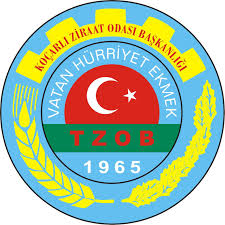 KOÇARLI ZİRAAT ODASI BAŞKANLIĞI
VATAN HÜRRİYET EKMEK
TZOB
1965